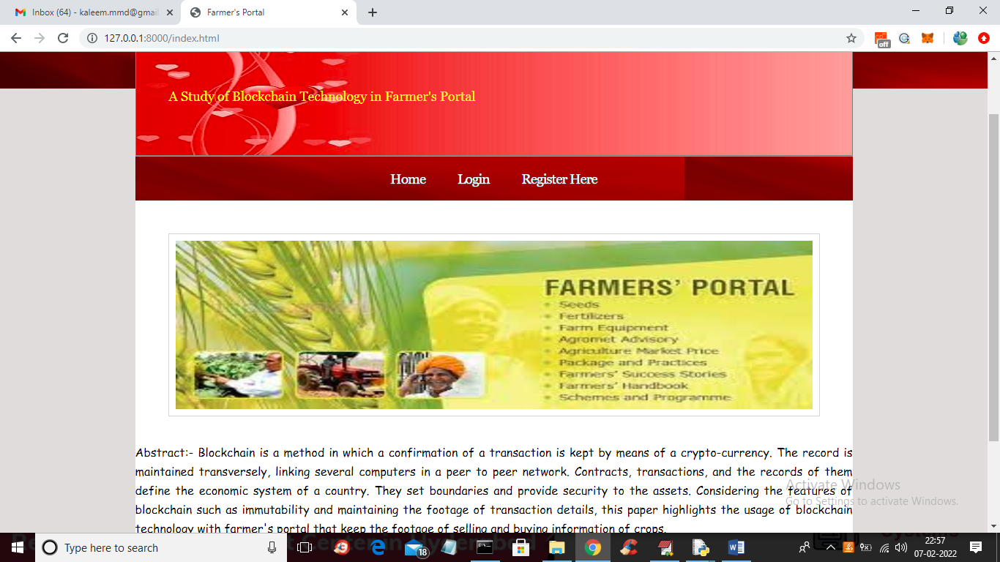 Inbox (64) - kaleem.mmd@gmai
Farmer's Portal
127.0.0.1:8000/index.html
off
A Study of Blockchain Technology in Farmer's Portal
Home Login Register Here
FARMERS' PORTAL
Seeds
Fertilizers
Farm Equipment
Agromet Advisory
Agriculture Market Price
Package and Practices
Farmers' Success Stories
Farmers' Handbook
Schemes and Programme
Abstract:- Blockchain is a method in which a confirmation of a transaction is kept by means of a crypto-currency. The record is
maintained transversely, linking several computers in a peer to peer network. Contracts, transactions, and the records of them
define the economic system of a country. They set boundaries and provide security to the assets. Considering the features of
blockchain such as immutability and maintaining the footage of transaction details, this paper highlights the usage of blockchain
technology with farmer's portal that keep the footage of selling and buying information of crops.
Activate Windows
Go to Settings to activate Windows.
Type here to search
18
22:57
07-02-2022